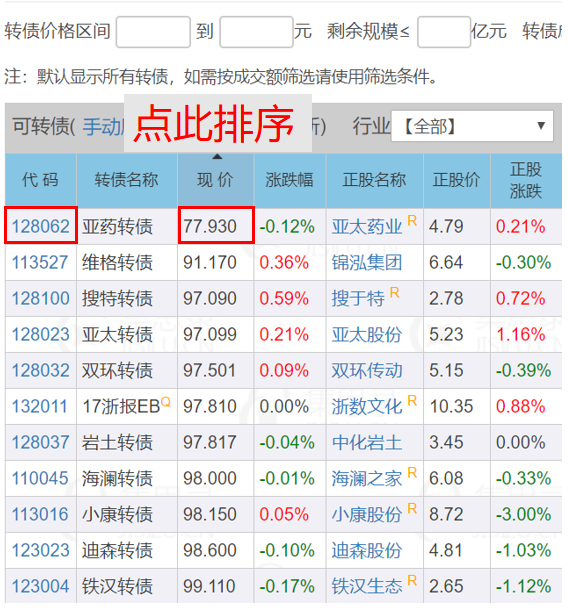 转债价格区间 到 元 剩余规模≤ 亿元 转债
注：默认显示所有转债，如需按成交额筛选请使用筛选条件。
可转债( 手动 点此排序 新) 行业 【全部】
代 码 转债名称 现 价 涨跌幅 正股名称 正股价 正股涨跌
128062 亚药转债 77.930 -0.12% 亚太药业 R 4.79 0.21%
113527 维格转债 91.170 0.36% 锦泓集团 6.64 -0.30%
128100 搜特转债 97.090 0.59% 搜于特 R 2.78 0.72%
128023 亚太转债 97.099 0.21% 亚太股份 5.23 1.16%
128032 双环转债 97.501 0.09% 双环传动 5.15 -0.39%
132011 17浙报EB Q 97.810 0.00% 浙数文化 R 10.35 0.88%
128037 岩土转债 97.817 -0.04% 中化岩土 3.45 0.00%
110045 海澜转债 98.000 -0.01% 海澜之家 R 6.08 -0.33%
113016 小康转债 98.150 0.05% 小康股份 R 8.72 -3.00%
123023 迪森转债 98.600 -0.10% 迪森股份 4.81 -1.03%
123004 铁汉转债 99.110 -0.17% 铁汉生态 R 2.65 -1.12%